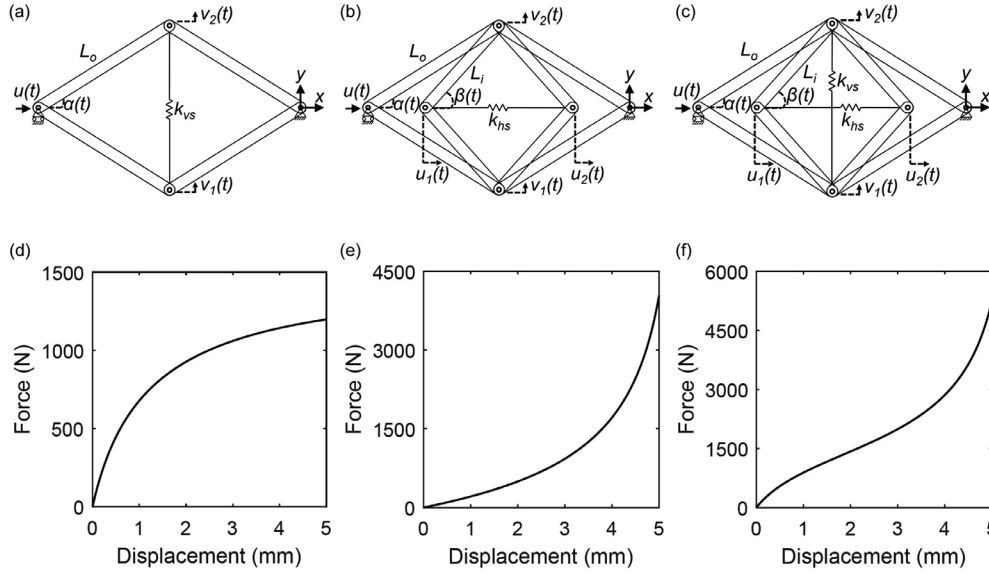 (a) (b) (c)
v₂(t) v₂(t) v₂(t)
Lₒ Lₒ Lₒ
Lᵢ Lᵢ
u(t) α(t) kᵥₛ y x
u(t) α(t) β(t) kₕₛ y x
u(t) α(t) β(t) kᵥₛ kₕₛ y x
u₁(t) u₂(t) u₁(t) u₂(t)
v₁(t) v₁(t) v₁(t)
(d) (e) (f)
1500
1000
500
0
Force (N)
0 1 2 3 4 5
Displacement (mm)
4500
3000
1500
0
Force (N)
0 1 2 3 4 5
Displacement (mm)
6000
4500
3000
1500
0
Force (N)
0 1 2 3 4 5
Displacement (mm)